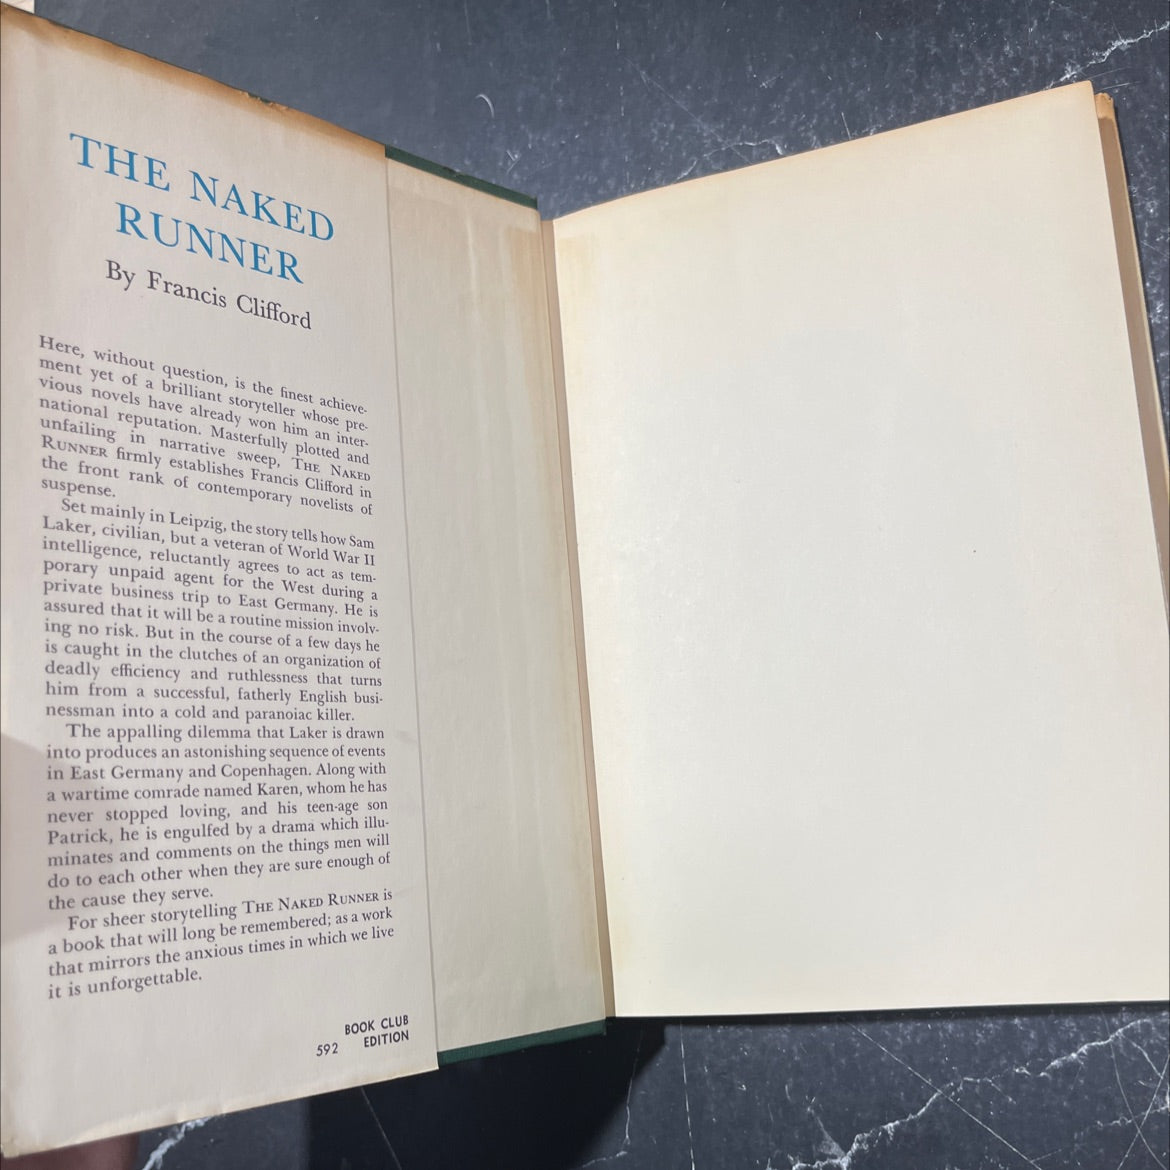 THE NAKED
RUNNER
By Francis Clifford
Here, without question, is the finest achieve-
ment yet of a brilliant storyteller whose pre-
vious novels have already won him an inter-
national reputation. Masterfully plotted and
unfailing in narrative sweep, THE NAKED
RUNNER firmly establishes Francis Clifford in
the front rank of contemporary novelists of
suspense.
Set mainly in Leipzig, the story tells how Sam
Laker, civilian, but a veteran of World War II
intelligence, reluctantly agrees to act as tem-
porary unpaid agent for the West during a
private business trip to East Germany. He is
assured that it will be a routine mission involv-
ing no risk. But in the course of a few days he
is caught in the clutches of an organization of
deadly efficiency and ruthlessness that turns
him from a successful, fatherly English busi-
nessman into a cold and paranoiac killer.
The appalling dilemma that Laker is drawn
into produces an astonishing sequence of events
in East Germany and Copenhagen. Along with
a wartime comrade named Karen, whom he has
never stopped loving, and his teen-age son
Patrick, he is engulfed by a drama which illu-
minates and comments on the things men will
do to each other when they are sure enough of
the cause they serve.
For sheer storytelling THE NAKED RUNNER is
a book that will long be remembered; as a work
that mirrors the anxious times in which we live
it is unforgettable.
BOOK CLUB
592 EDITION